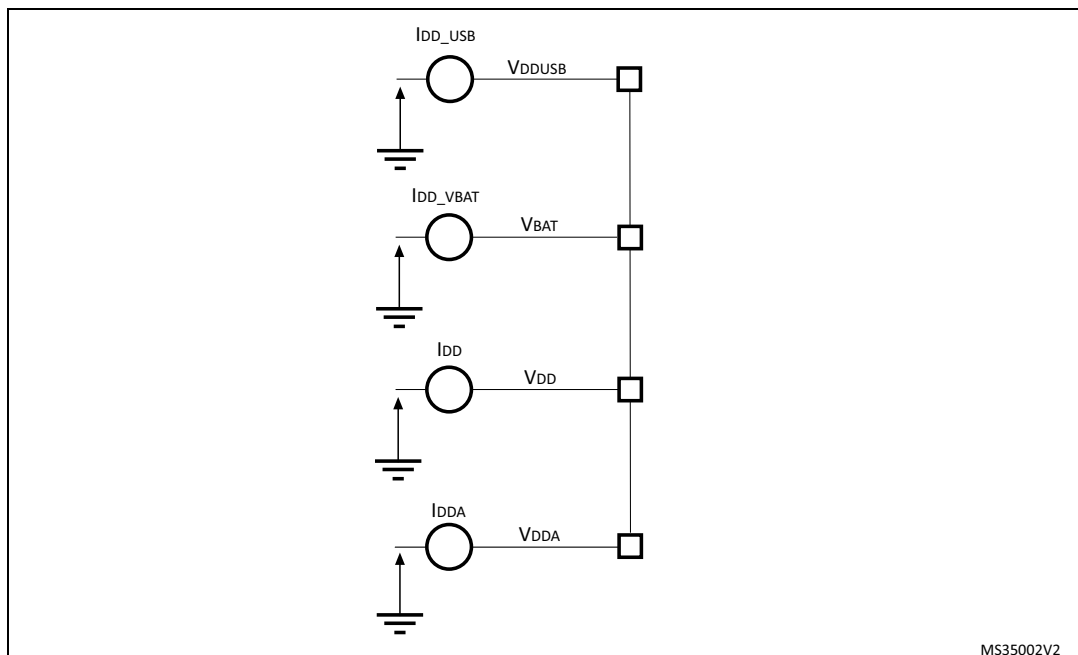 IDD_USB
VDDUSB
IDD_VBAT
VBAT
IDD
VDD
IDDA
VDDA
MS35002V2